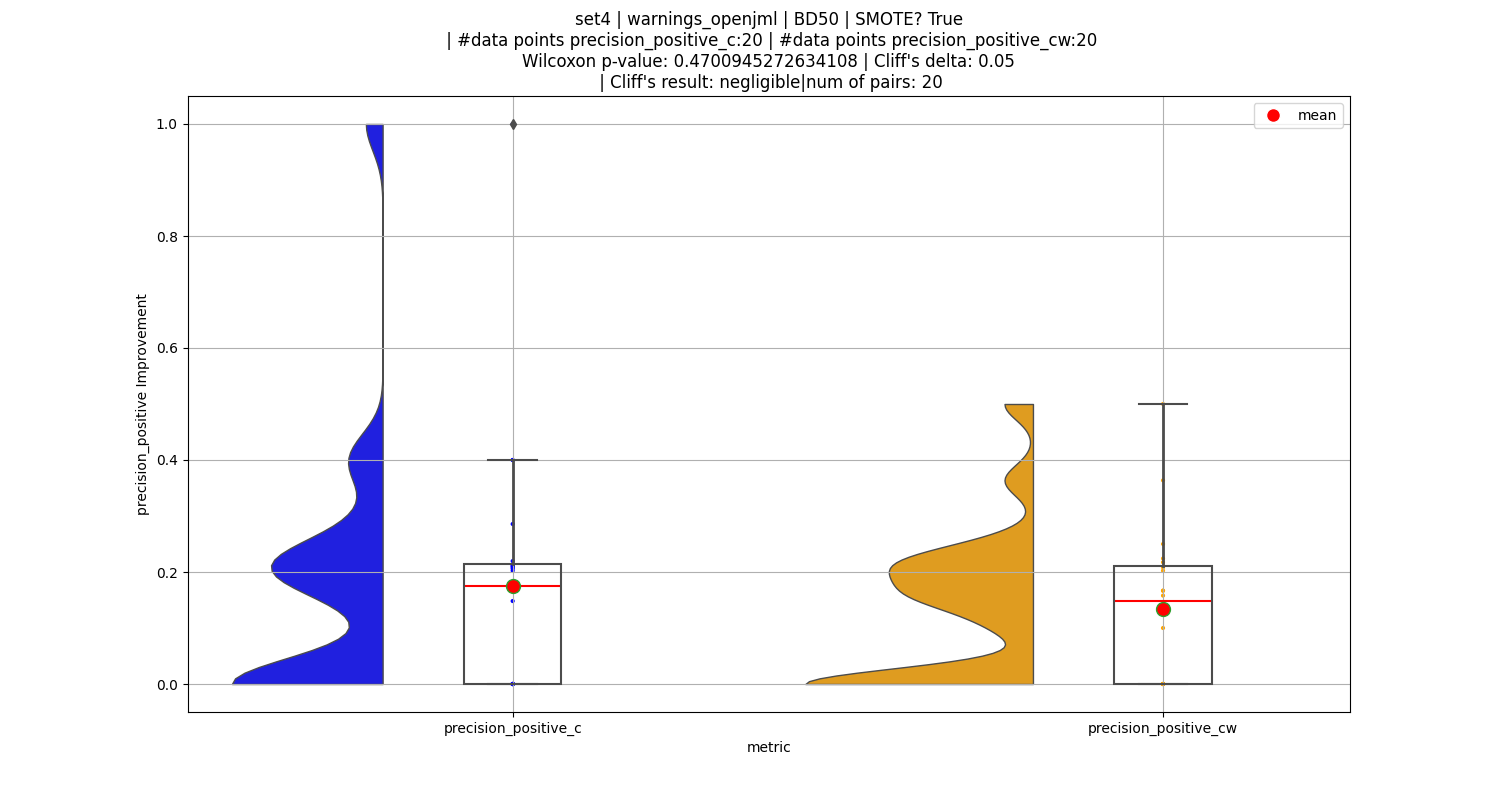 set4 | warnings_openjml | BD50 | SMOTE? True
| #data points precision_positive_c:20 | #data points precision_positive_cw:20
Wilcoxon p-value: 0.4700945272634108 | Cliff's delta: 0.05
| Cliff's result: negligible|num of pairs: 20
mean
1.0
0.8
0.6
0.4
0.2
0.0
precision_positive Improvement
precision_positive_c
precision_positive_cw
metric